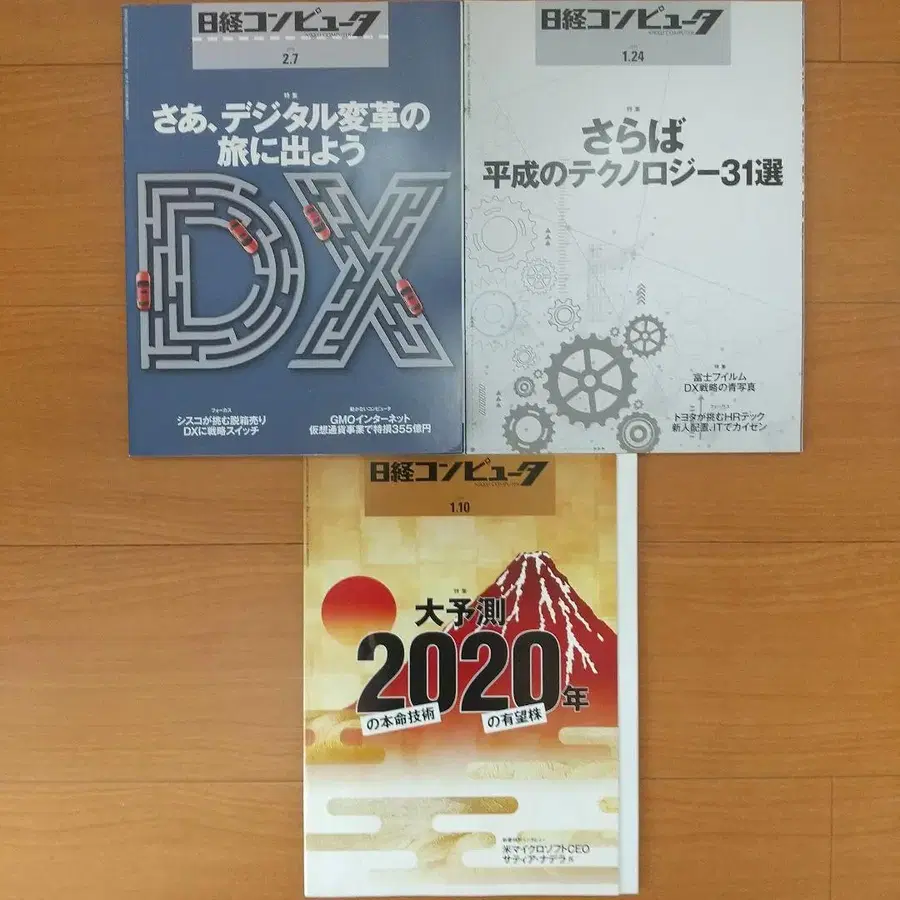 日経コンピュータ
NIKKEI COMPUTER
2.7
特集
さあ、デジタル変革の
旅に出よう
DX
フォーカス
シスコが挑む脱箱売り
DXに戦略スイッチ
動かないコンピュータ
GMOインターネット
仮想通貨事業で特損355億円
日経コンピュータ
NIKKEI COMPUTER
1.24
特集
さらば
平成のテクノロジー31選
特集
富士フイルム
DX戦略の青写真
フォーカス
トヨタが挑むHRテック
新人配置、ITでカイゼン
日経コンピュータ
NIKKEI COMPUTER
1.10
特集
大予測
2020年
の本命技術
の有望株
米マイクロソフトCEO
サティア・ナデラ氏